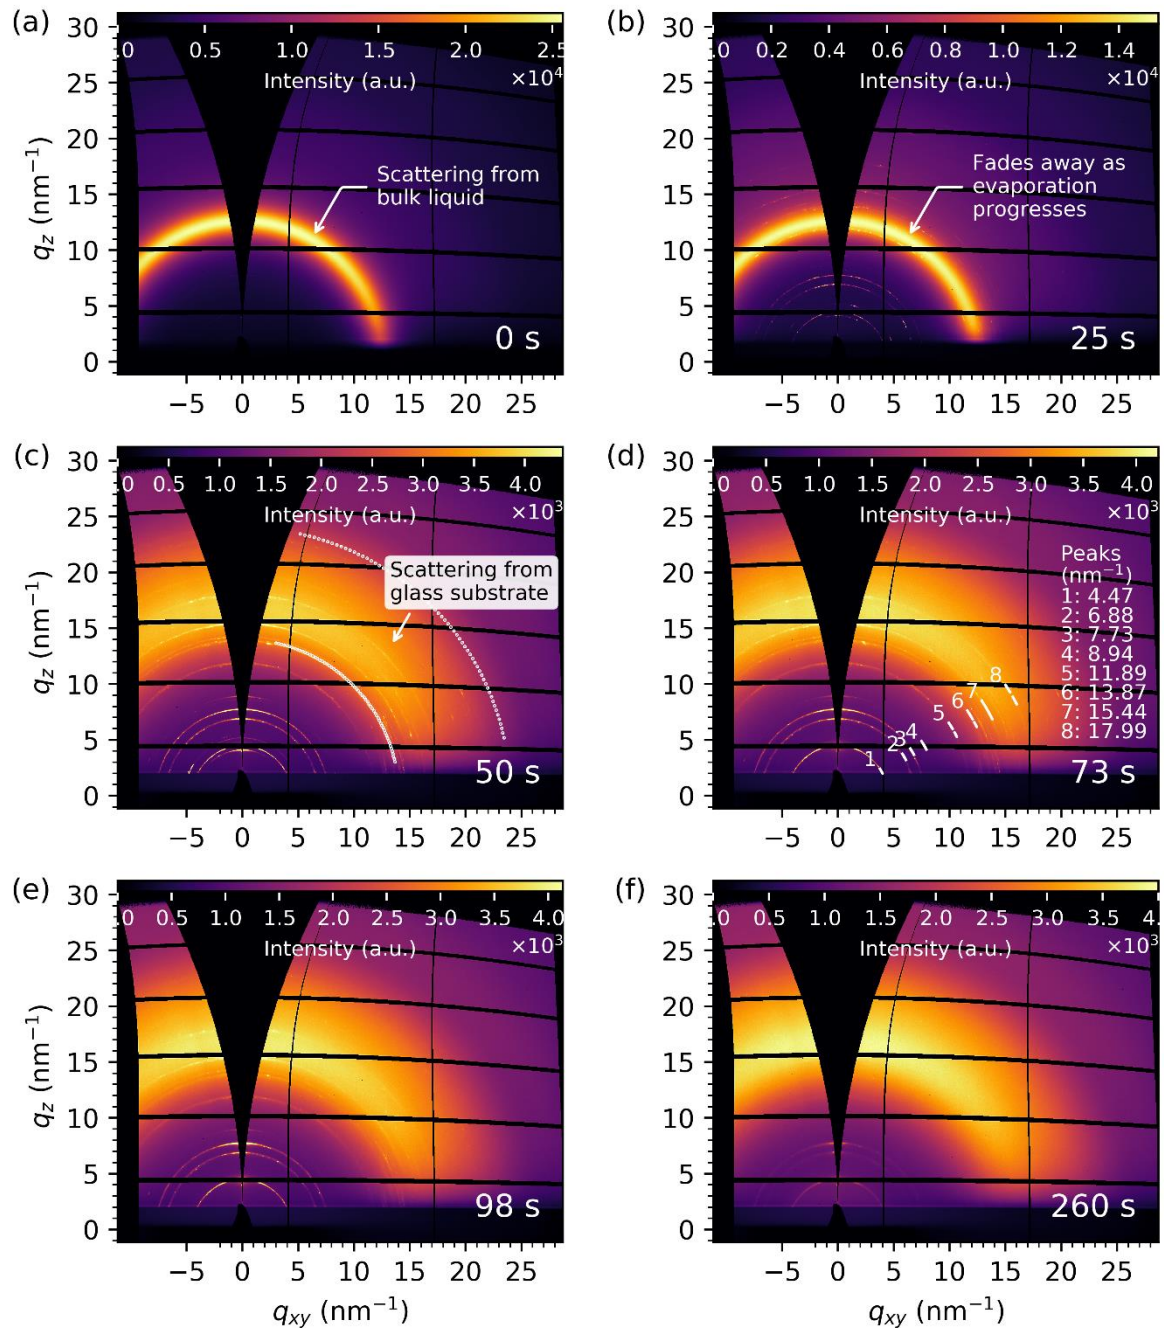 (a)
30
25
20
15
10
5
0
q_z (nm⁻¹)
.0 0.5 1.0 1.5 2.0 2.5
Intensity (a.u.) ×10⁴
Scattering from
bulk liquid
0 s
−5 0 5 10 15 20 25
(b)
30
25
20
15
10
5
0
.0 0.2 0.4 0.6 0.8 1.0 1.2 1.4
Intensity (a.u.) ×10⁴
Fades away as
evaporation
progresses
25 s
−5 0 5 10 15 20 25
(c)
30
25
20
15
10
5
0
q_z (nm⁻¹)
.0 0.5 1.0 1.5 2.0 2.5 3.0 3.5 4.0
Intensity (a.u.) ×10³
Scattering from
glass substrate
50 s
−5 0 5 10 15 20 25
(d)
30
25
20
15
10
5
0
.0 0.5 1.0 1.5 2.0 2.5 3.0 3.5 4.0
Intensity (a.u.) ×10³
Peaks
(nm⁻¹)
1: 4.47
2: 6.88
3: 7.73
4: 8.94
5: 11.89
6: 13.87
7: 15.44
8: 17.99
1 2 3 4 5 6 7 8
73 s
−5 0 5 10 15 20 25
(e)
30
25
20
15
10
5
0
q_z (nm⁻¹)
.0 0.5 1.0 1.5 2.0 2.5 3.0 3.5 4.0
Intensity (a.u.) ×10³
98 s
−5 0 5 10 15 20 25
q_xy (nm⁻¹)
(f)
30
25
20
15
10
5
0
.0 0.5 1.0 1.5 2.0 2.5 3.0 3.5 4.
Intensity (a.u.) ×10³
260 s
−5 0 5 10 15 20 25
q_xy (nm⁻¹)